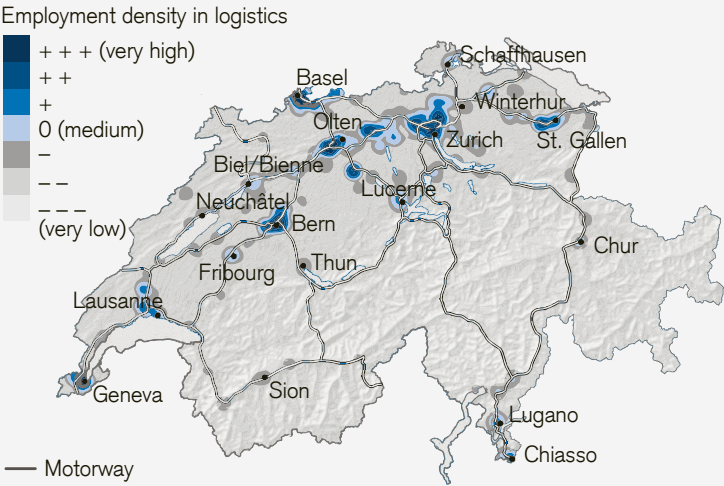 Employment density in logistics
+ + + (very high)
+ +
+
0 (medium)
–
– –
– – –
(very low)
Schaffhausen
Basel
Winterhur
Olten
Zurich
St. Gallen
Biel/Bienne
Lucerne
Neuchâtel
Bern
Chur
Fribourg
Thun
Lausanne
Geneva
Sion
Lugano
Chiasso
Motorway